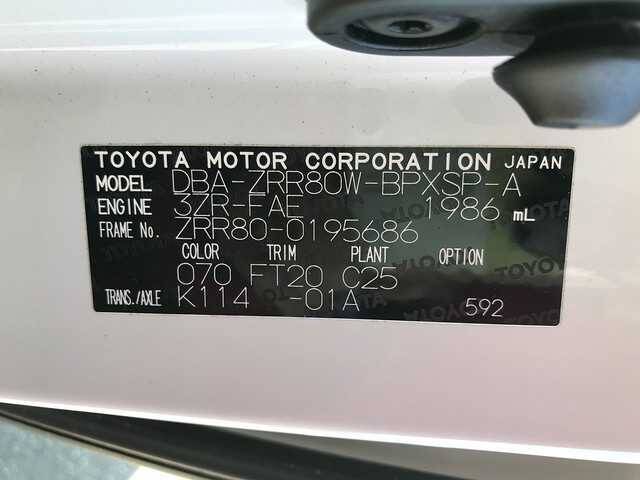 TOYOTA MOTOR CORPORATION JAPAN
MODEL DBA-ZRR80W-BPXSP-A
ENGINE 3ZR-FAE 1986 mL
FRAME No. ZRR80-0195686
COLOR TRIM PLANT OPTION
070 FT20 C25
TRANS./AXLE K114 -01A 592